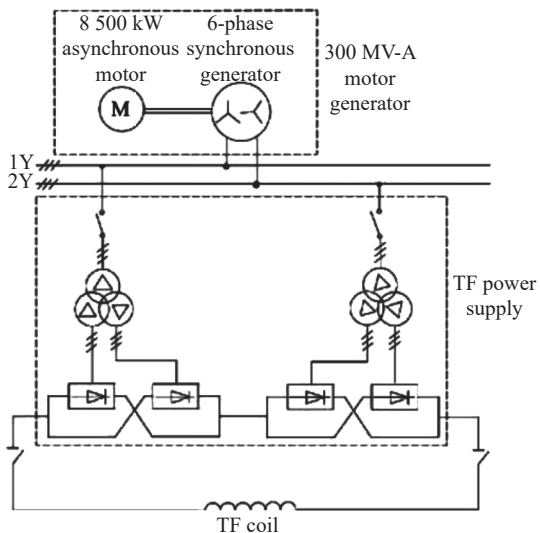 8 500 kW
asynchronous
motor
6-phase
synchronous
generator
300 MV-A
motor
generator
M
1Y
2Y
TF power
supply
TF coil